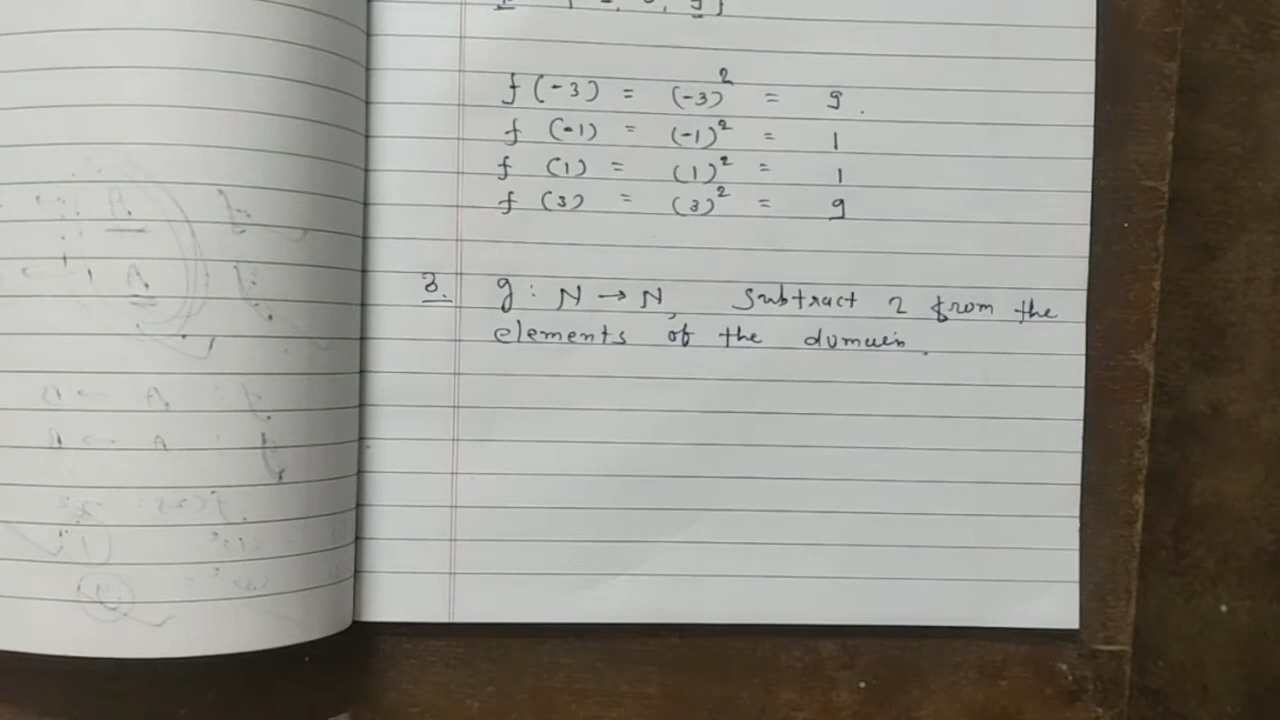 f (-3) = (-3)² = 9.
f (-1) = (-1)² = 1
f (1) = (1)² = 1
f (3) = (3)² = 9
3. g : N → N, Subtract 2 from the
elements of the domain.